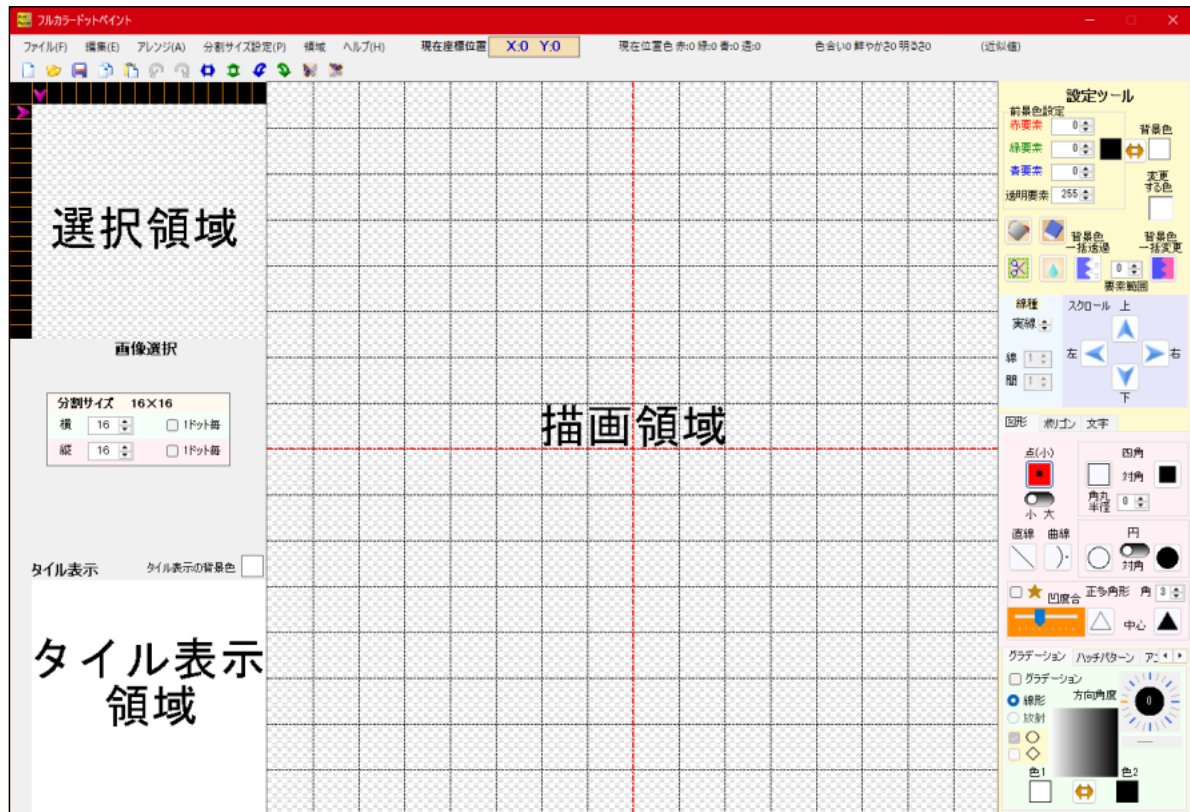 フルカラードットペイント
ファイル(F) 編集(E) アレンジ(A) 分割サイズ設定(P) 領域 ヘルプ(H) 現在座標位置 X:0 Y:0 現在位置色 赤:0 緑:0 青:0 透:0 色合い0 鮮やかさ0 明るさ0 (近似値)
選択領域
画像選択
分割サイズ 16×16
横 16 1ドット毎
縦 16 1ドット毎
タイル表示 タイル表示の背景色
タイル表示
領域
描画領域
設定ツール
前景色設定
赤要素 0 背景色
緑要素 0
青要素 0 変更
する色
透明要素 255
背景色
一括透過
背景色
一括変更
0
要素範囲
線種 スクロール 上
実線
左 右
線 1
間 1
下
図形 ポリゴン 文字
点(小) 四角
対角
角丸
半径 0
小 大
直線 曲線 円
対角
凹度合 正多角形 角 3
中心
グラデーション ハッチパターン
グラデーション
線形 方向角度 0
放射
色1 色2